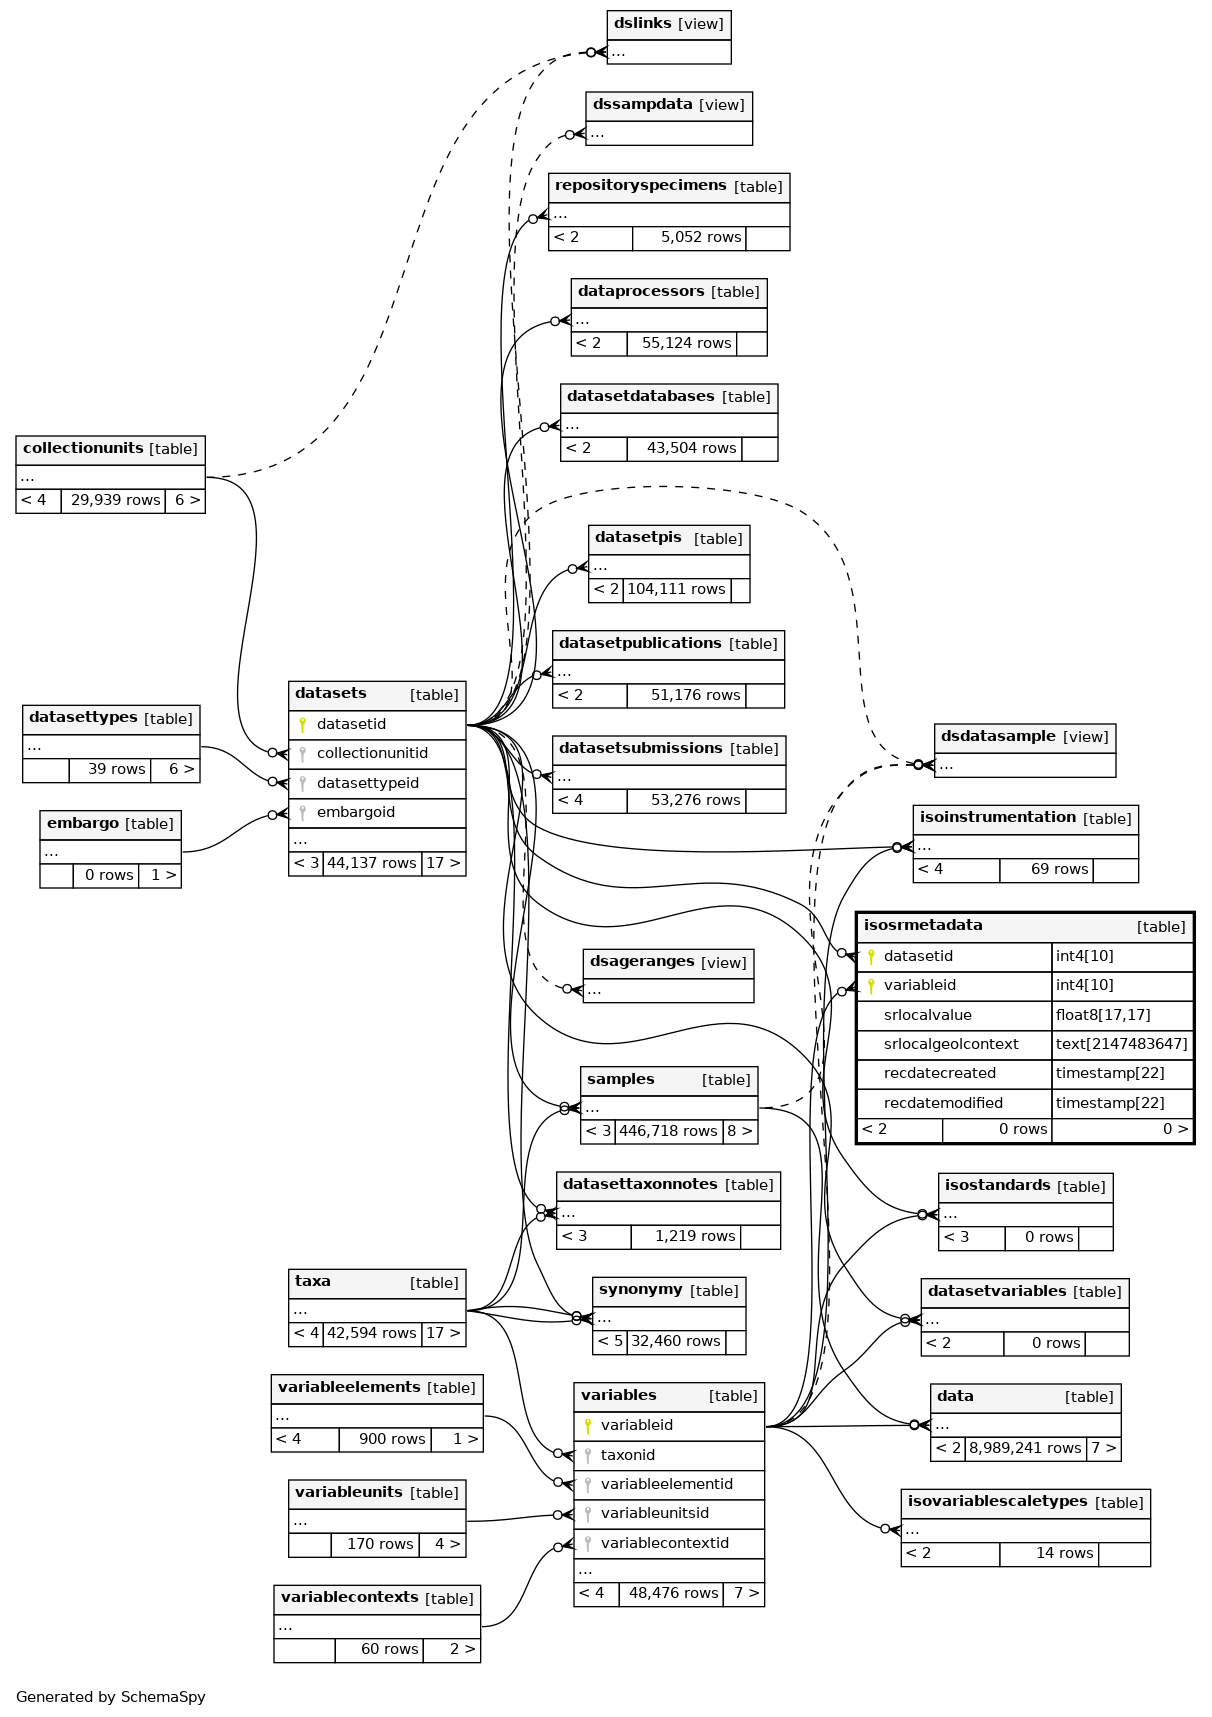 dslinks [view]
...
dssampdata [view]
...
repositoryspecimens [table]
...
< 2 5,052 rows
dataprocessors [table]
...
< 2 55,124 rows
datasetdatabases [table]
...
< 2 43,504 rows
collectionunits [table]
...
< 4 29,939 rows 6 >
datasetpis [table]
...
< 2 104,111 rows
datasetpublications [table]
...
< 2 51,176 rows
datasets [table]
datasetid
collectionunitid
datasettypeid
embargoid
...
< 3 44,137 rows 17 >
datasettypes [table]
...
39 rows 6 >
embargo [table]
...
0 rows 1 >
datasetsubmissions [table]
...
< 4 53,276 rows
dsdatasample [view]
...
isoinstrumentation [table]
...
< 4 69 rows
isosrmetadata [table]
datasetid int4[10]
variableid int4[10]
srlocalvalue float8[17,17]
srlocalgeolcontext text[2147483647]
recdatecreated timestamp[22]
recdatemodified timestamp[22]
< 2 0 rows 0 >
dsageranges [view]
...
samples [table]
...
< 3 446,718 rows 8 >
datasettaxonnotes [table]
...
< 3 1,219 rows
isostandards [table]
...
< 3 0 rows
taxa [table]
...
< 4 42,594 rows 17 >
synonymy [table]
...
< 5 32,460 rows
datasetvariables [table]
...
< 2 0 rows
variableelements [table]
...
< 4 900 rows 1 >
variables [table]
variableid
taxonid
variableelementid
variableunitsid
variablecontextid
...
< 4 48,476 rows 7 >
data [table]
...
< 2 8,989,241 rows 7 >
variableunits [table]
...
170 rows 4 >
isovariablescaletypes [table]
...
< 2 14 rows
variablecontexts [table]
...
60 rows 2 >
Generated by SchemaSpy